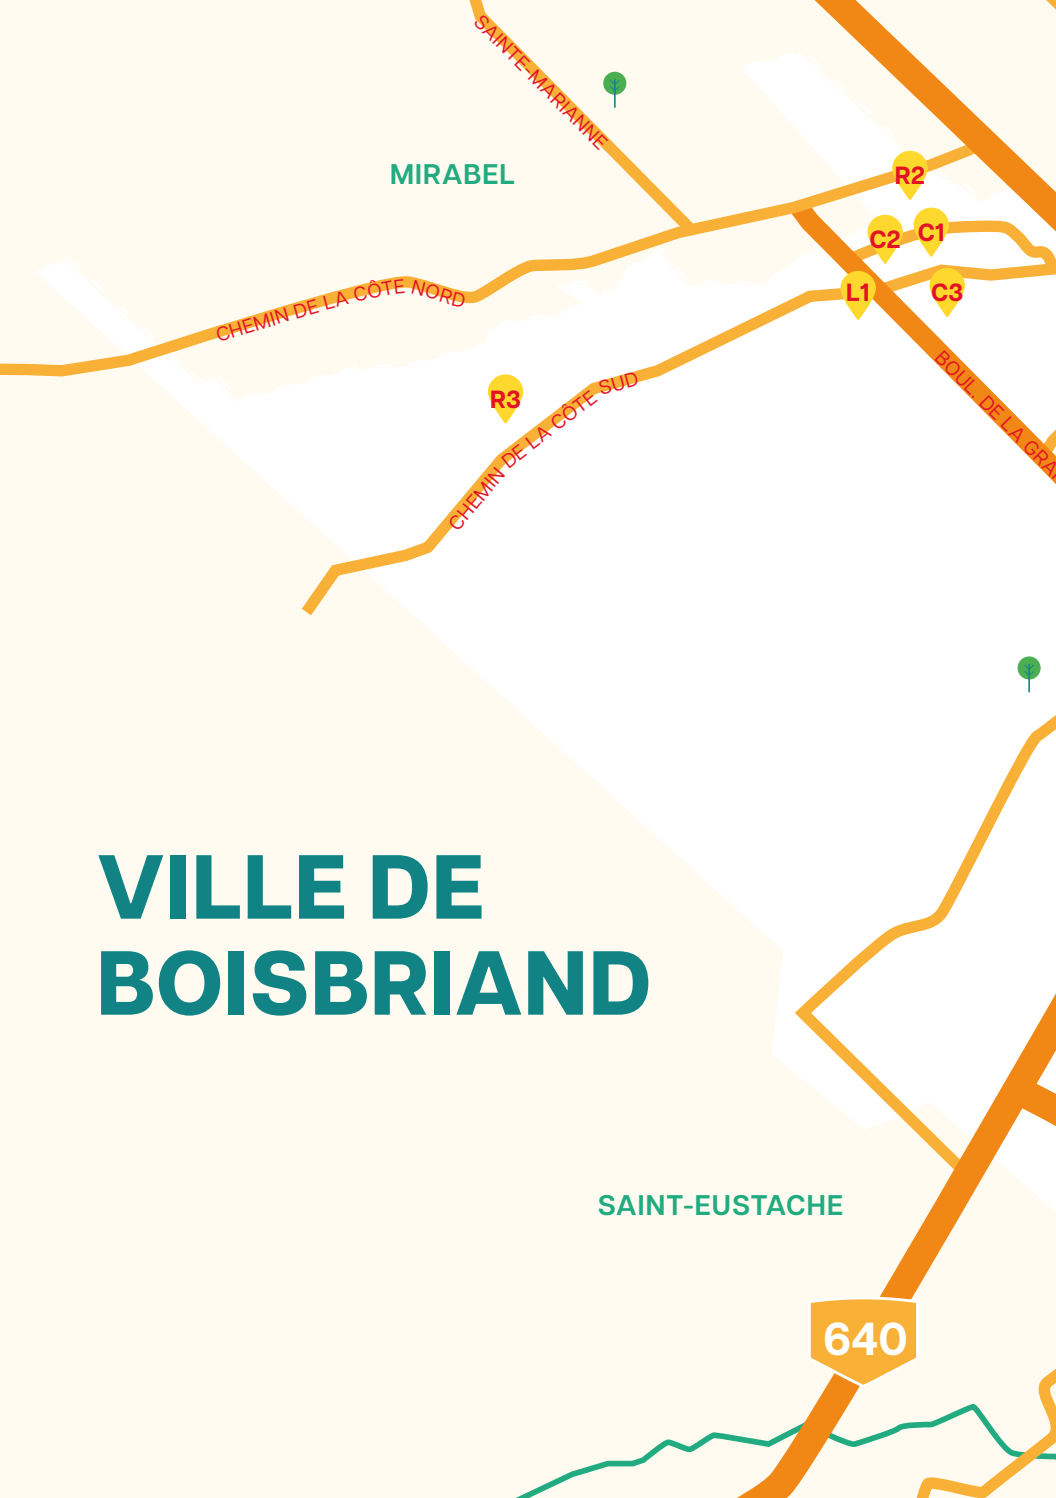 SAINTE-MARIANNE
MIRABEL
R2
C2
C1
L1
C3
CHEMIN DE LA CÔTE NORD
BOUL. DE LA GRA
R3
CHEMIN DE LA CÔTE SUD
VILLE DE
BOISBRIAND
SAINT-EUSTACHE
640